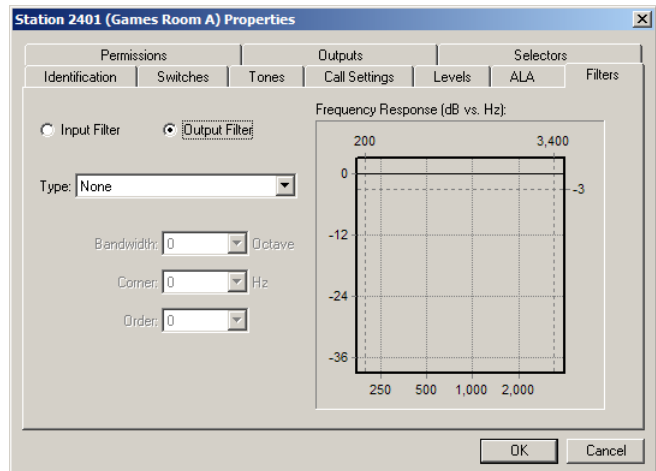 Station 2401 (Games Room A) Properties
Permissions Outputs Selectors
Identification Switches Tones Call Settings Levels ALA Filters
Input Filter Output Filter
Type: None
Bandwidth: 0 Octave
Corner: 0 Hz
Order: 0
Frequency Response (dB vs. Hz):
200 3,400
0
-3
-12
-24
-36
250 500 1,000 2,000
OK Cancel